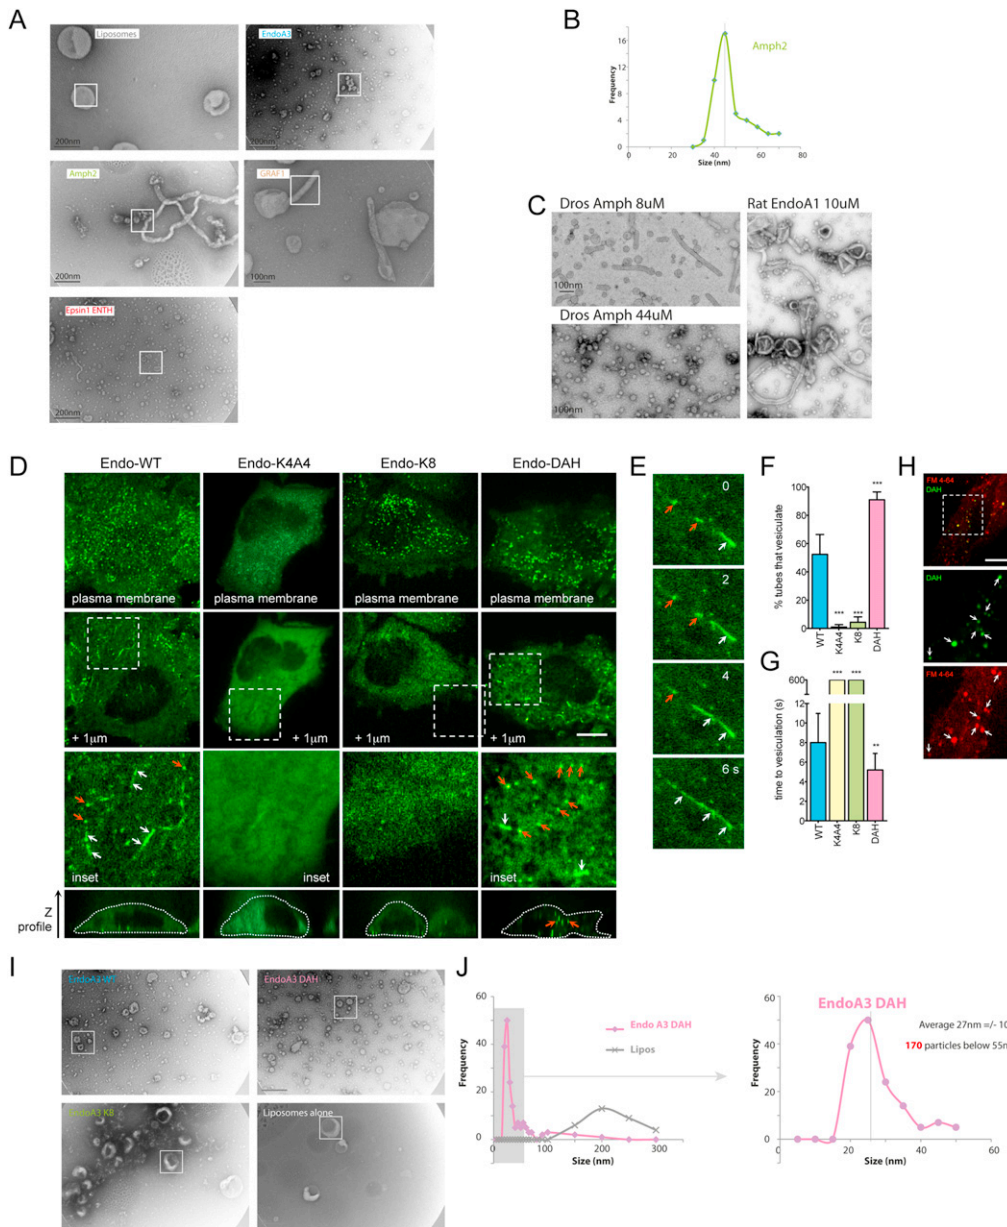 A
Liposomes
200nm
EndoA3
200nm
Amph2
200nm
GRAF1
100nm
Epsin1 ENTH
200nm
B
Amph2
Frequency
16
12
8
4
0
0
20
40
60
80
Size (nm)
C
Dros Amph 8uM
100nm
Dros Amph 44uM
100nm
Rat EndoA1 10uM
D
Endo-WT
Endo-K4A4
Endo-K8
Endo-DAH
plasma membrane
plasma membrane
plasma membrane
plasma membrane
+ 1μm
+ 1μm
+ 1μm
+ 1μm
inset
inset
inset
inset
Z
profile
E
0
2
4
6 s
F
% tubes that vesiculate
100
80
60
40
20
0
***
***
***
WT
K4A4
K8
DAH
G
time to vesiculation (s)
600
12
10
8
6
4
2
0
***
***
**
WT
K4A4
K8
DAH
H
FM 4-64
DAH
DAH
FM 4-64
I
EndoA3 WT
EndoA3 DAH
EndoA3 K8
Liposomes alone
J
Frequency
60
40
20
0
0
100
200
300
Size (nm)
Endo A3 DAH
Lipos
EndoA3 DAH
Frequency
60
40
20
0
0
20
40
60
Size (nm)
Average 27nm =/- 10
170 particles below 55n